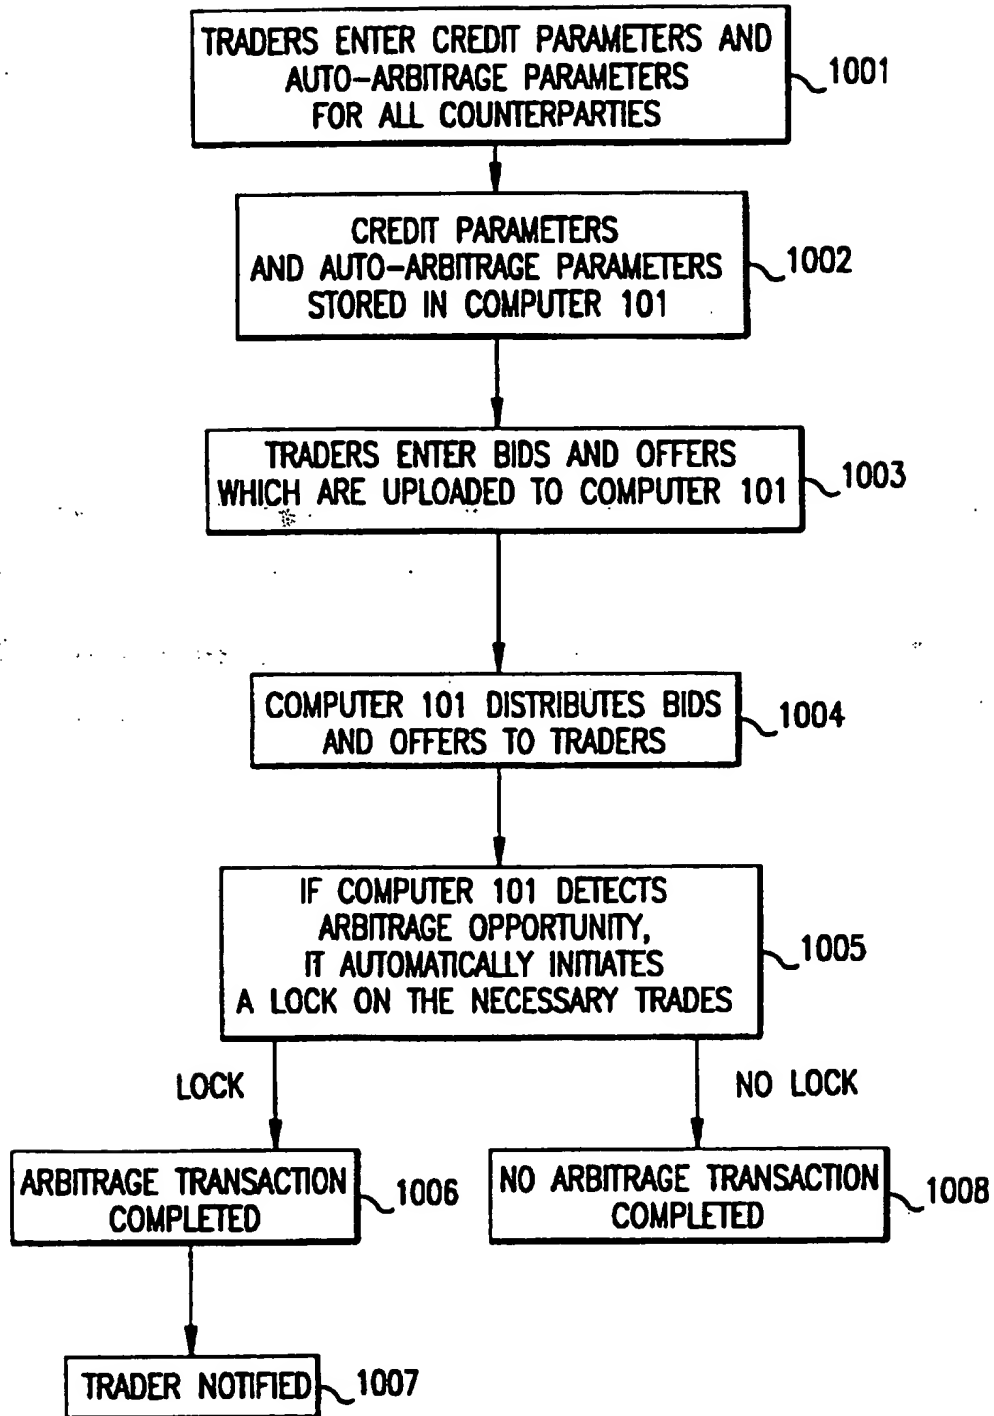 TRADERS ENTER CREDIT PARAMETERS AND
AUTO-ARBITRAGE PARAMETERS
FOR ALL COUNTERPARTIES
1001
CREDIT PARAMETERS
AND AUTO-ARBITRAGE PARAMETERS
STORED IN COMPUTER 101
1002
TRADERS ENTER BIDS AND OFFERS
WHICH ARE UPLOADED TO COMPUTER 101
1003
COMPUTER 101 DISTRIBUTES BIDS
AND OFFERS TO TRADERS
1004
IF COMPUTER 101 DETECTS
ARBITRAGE OPPORTUNITY,
IT AUTOMATICALLY INITIATES
A LOCK ON THE NECESSARY TRADES
1005
LOCK
NO LOCK
ARBITRAGE TRANSACTION
COMPLETED
1006
NO ARBITRAGE TRANSACTION
COMPLETED
1008
TRADER NOTIFIED
1007